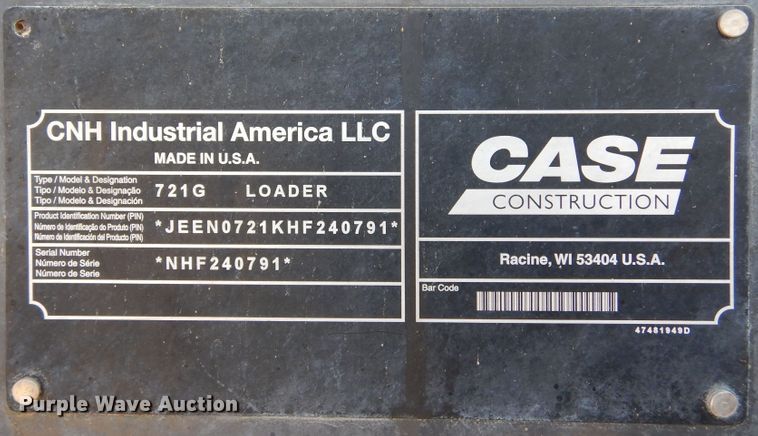 CNH Industrial America LLC
MADE IN U.S.A.
Type / Model & Designation
Tipo / Modelo & Designação
Tipo / Modelo & Designación
721G LOADER
Product Identification Number (PIN)
Número de Identificação do Produto (PIN)
Número de Identificación del Producto (PIN)
*JEEN0721KHF240791*
Serial Number
Número de Série
Número de Serie
*NHF240791*
CASE
CONSTRUCTION
Racine, WI 53404 U.S.A.
Bar Code
47481949D
Purple Wave Auction